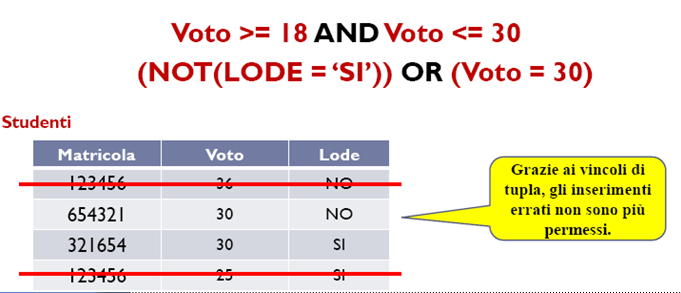 Voto >= 18 AND Voto <= 30
(NOT(LODE = ‘SI’)) OR (Voto = 30)
Studenti
Matricola Voto Lode
123456 36 NO
654321 30 NO
321654 30 SI
123456 25 SI
Grazie ai vincoli di
tupla, gli inserimenti
errati non sono più
permessi.